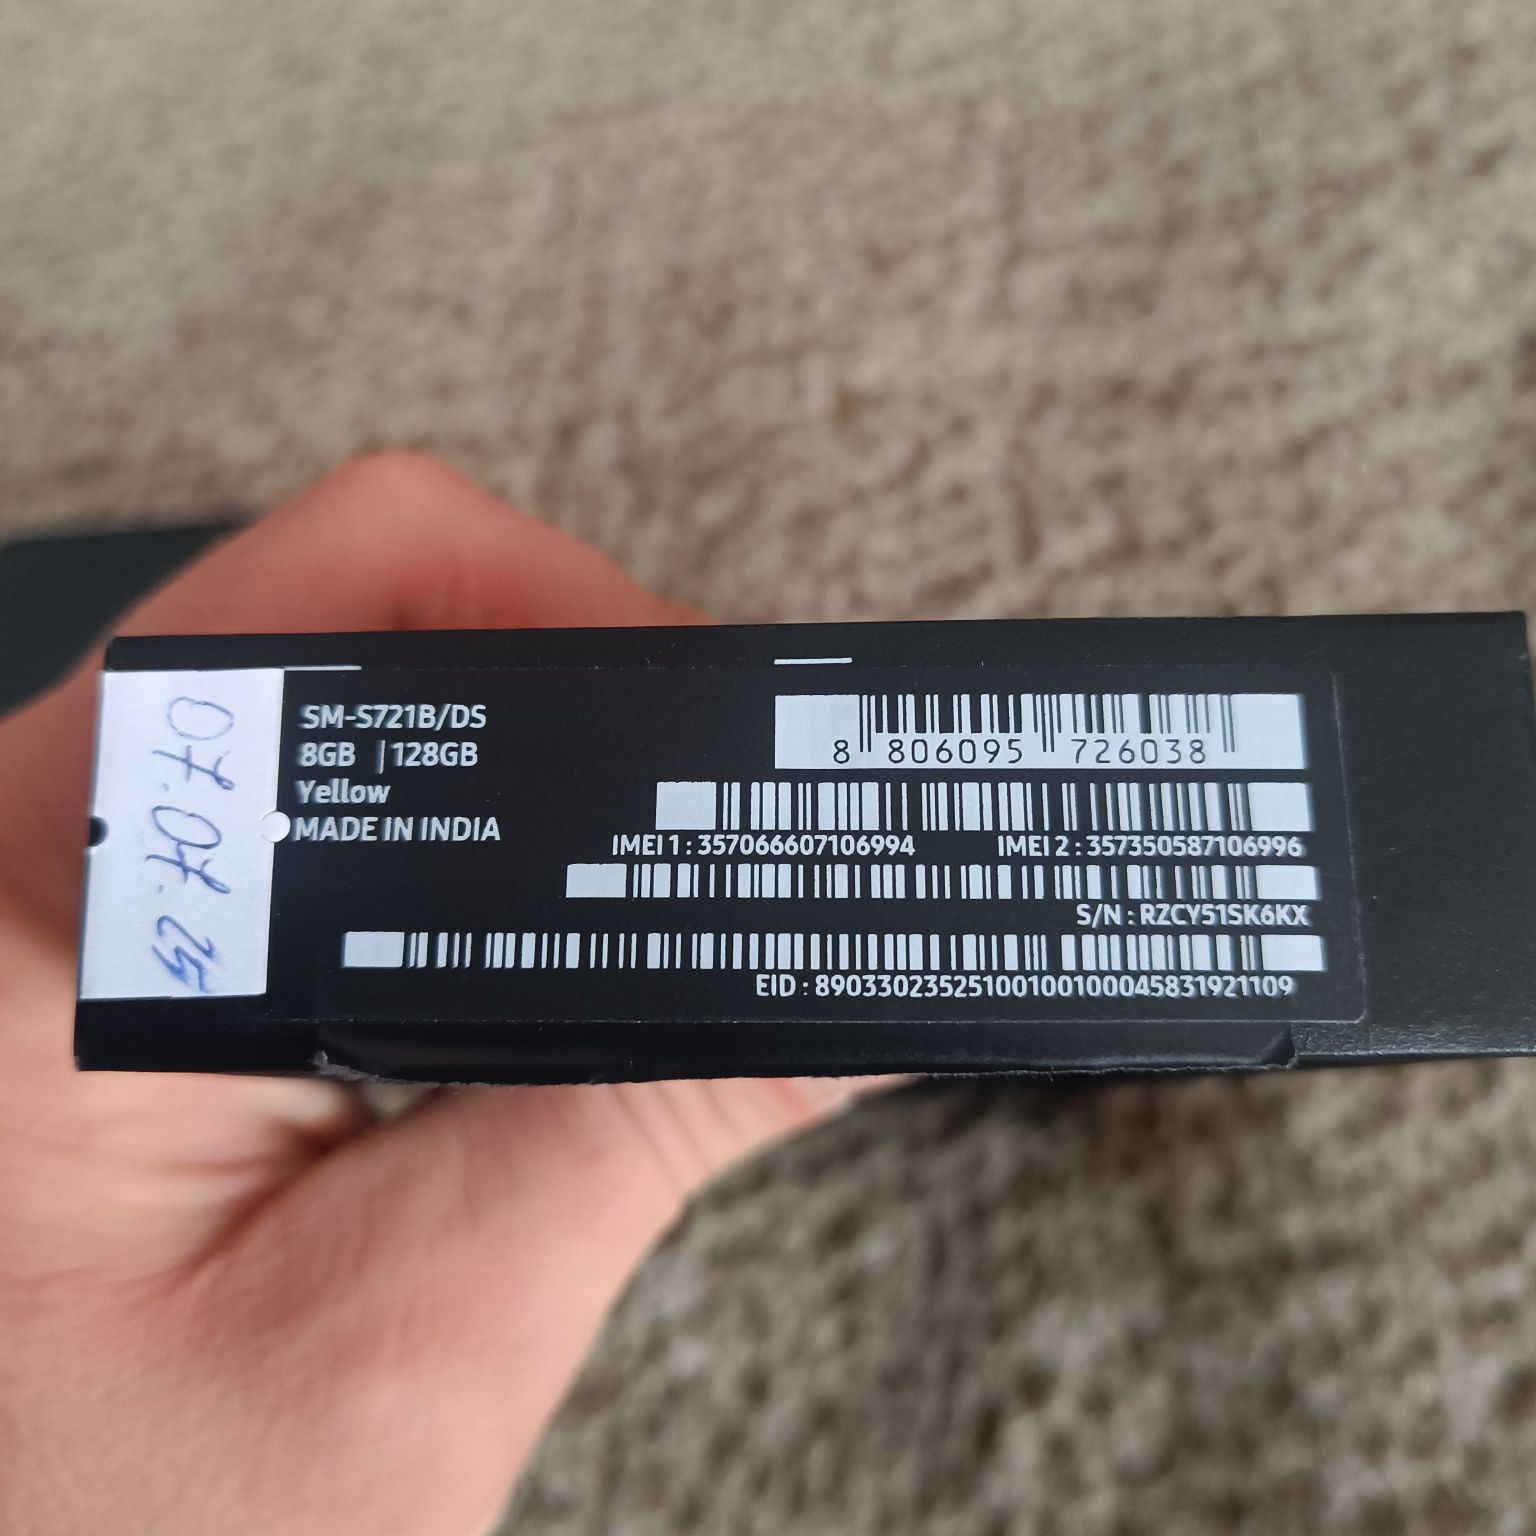 07.07.25
SM-S721B/DS
8GB | 128GB
Yellow
MADE IN INDIA
8 806095 726038
IMEI 1 : 357066607106994 IMEI 2 : 357350587106996
S/N : RZCY51SK6KX
EID : 89033023525100100100045831921109